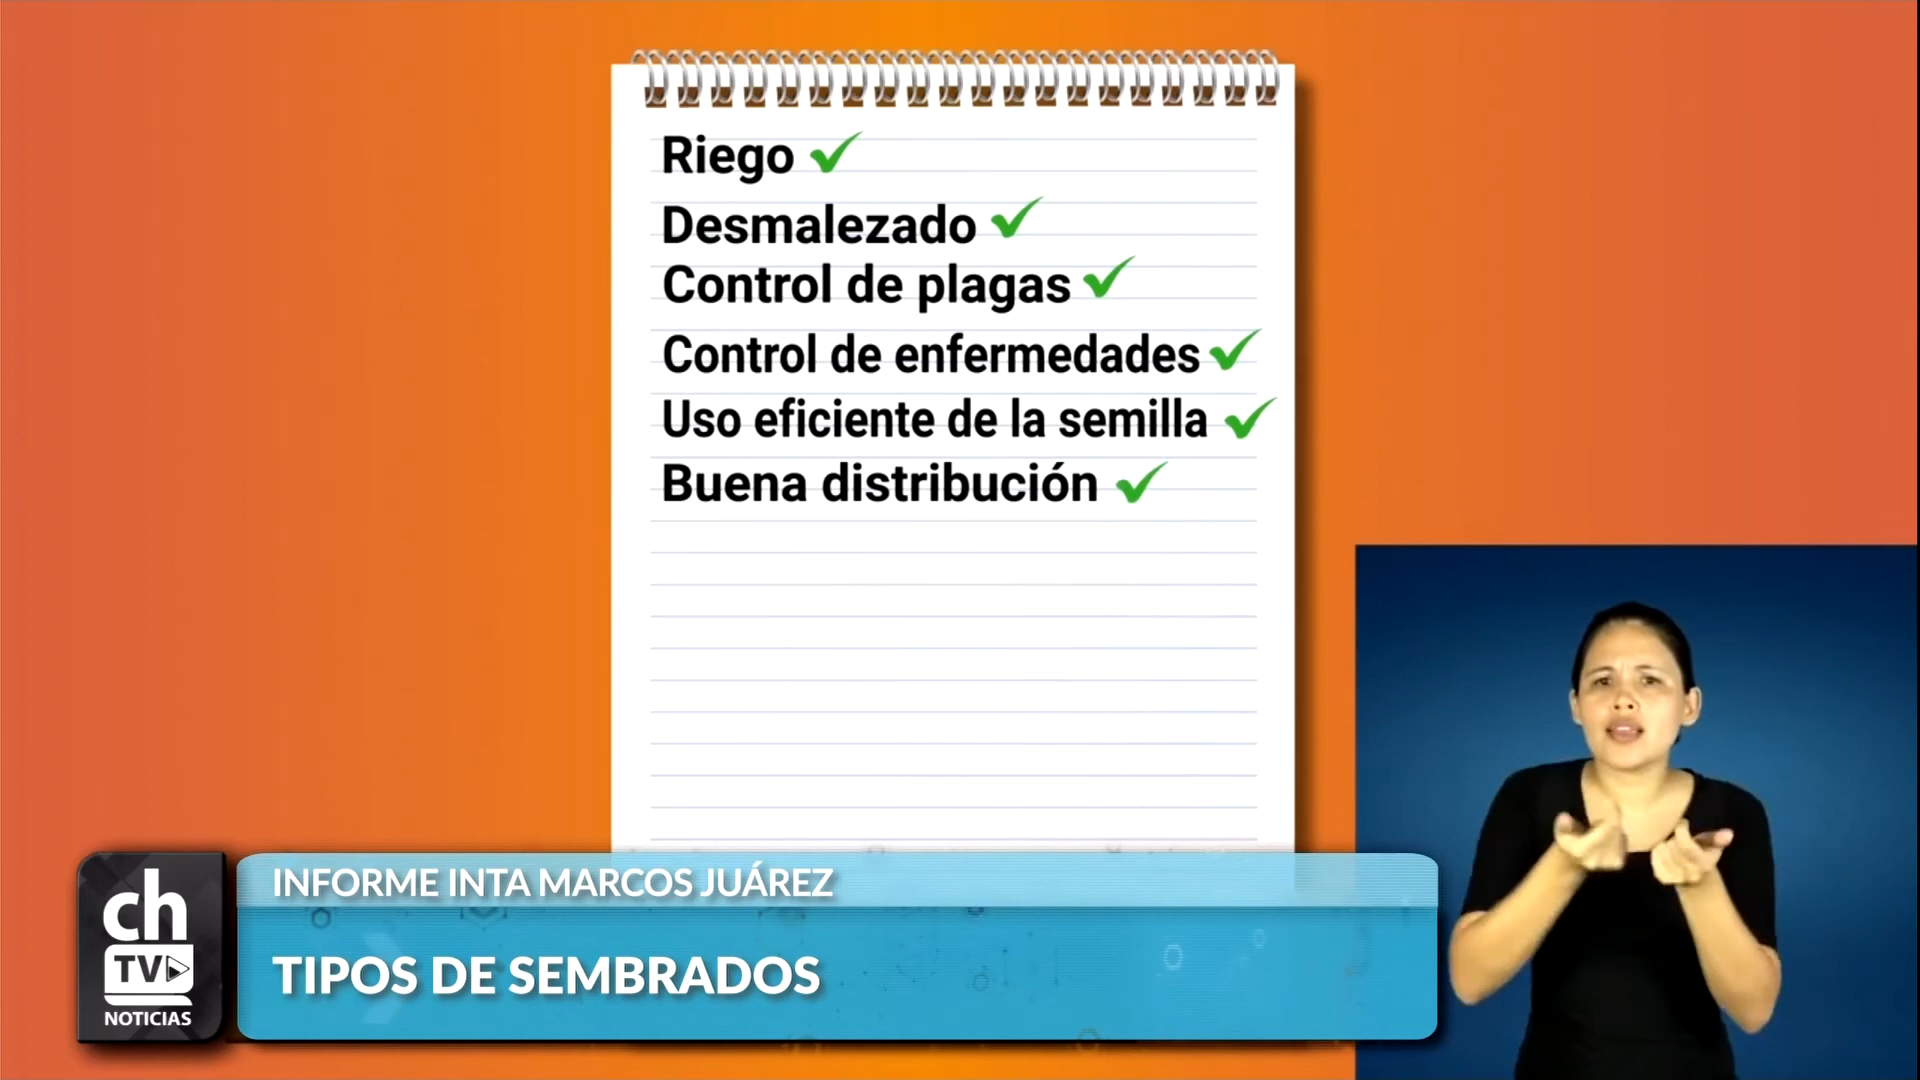 Riego
Desmalezado
Control de plagas
Control de enfermedades
Uso eficiente de la semilla
Buena distribución
INFORME INTA MARCOS JUÁREZ
TIPOS DE SEMBRADOS
ch
TV
NOTICIAS